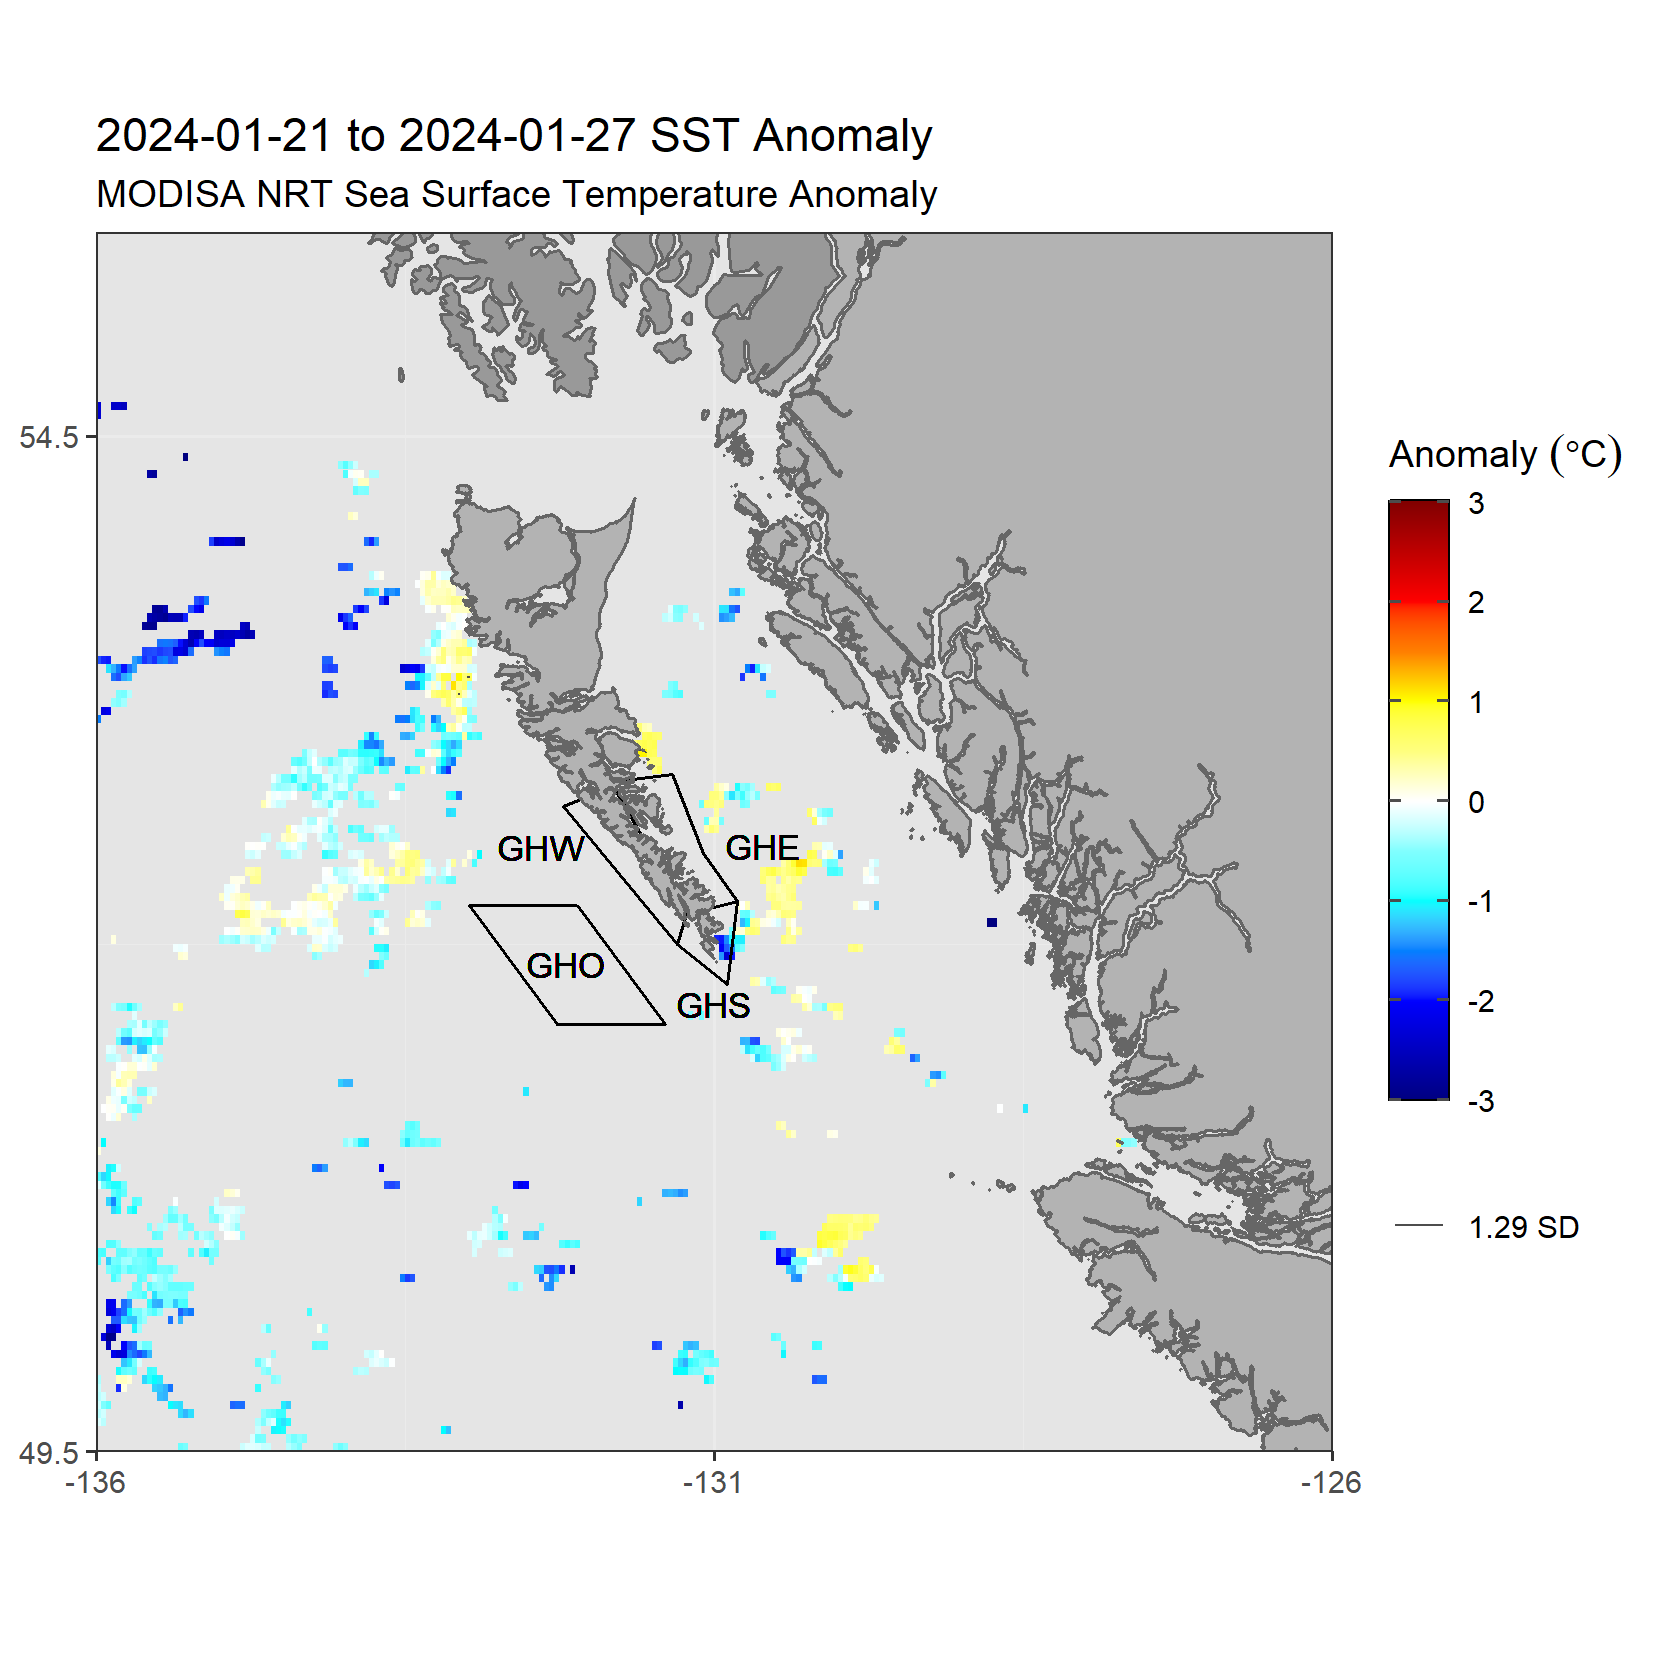 2024-01-21 to 2024-01-27 SST Anomaly
MODISA NRT Sea Surface Temperature Anomaly
54.5
49.5
-136
-131
-126
GHW
GHE
GHO
GHS
Anomaly (°C)
3
2
1
0
-1
-2
-3
1.29 SD